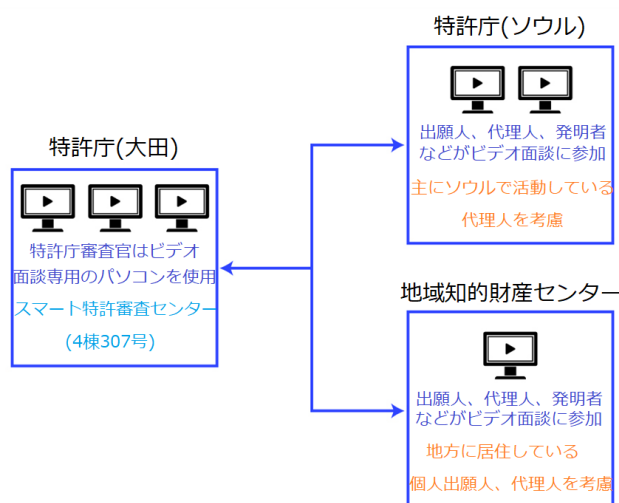 特許庁(大田)
特許庁審査官はビデオ
面談専用のパソコンを使用
スマート特許審査センター
(4棟307号)
特許庁(ソウル)
出願人、代理人、発明者
などがビデオ面談に参加
主にソウルで活動している
代理人を考慮
地域知的財産センター
出願人、代理人、発明者
などがビデオ面談に参加
地方に居住している
個人出願人、代理人を考慮